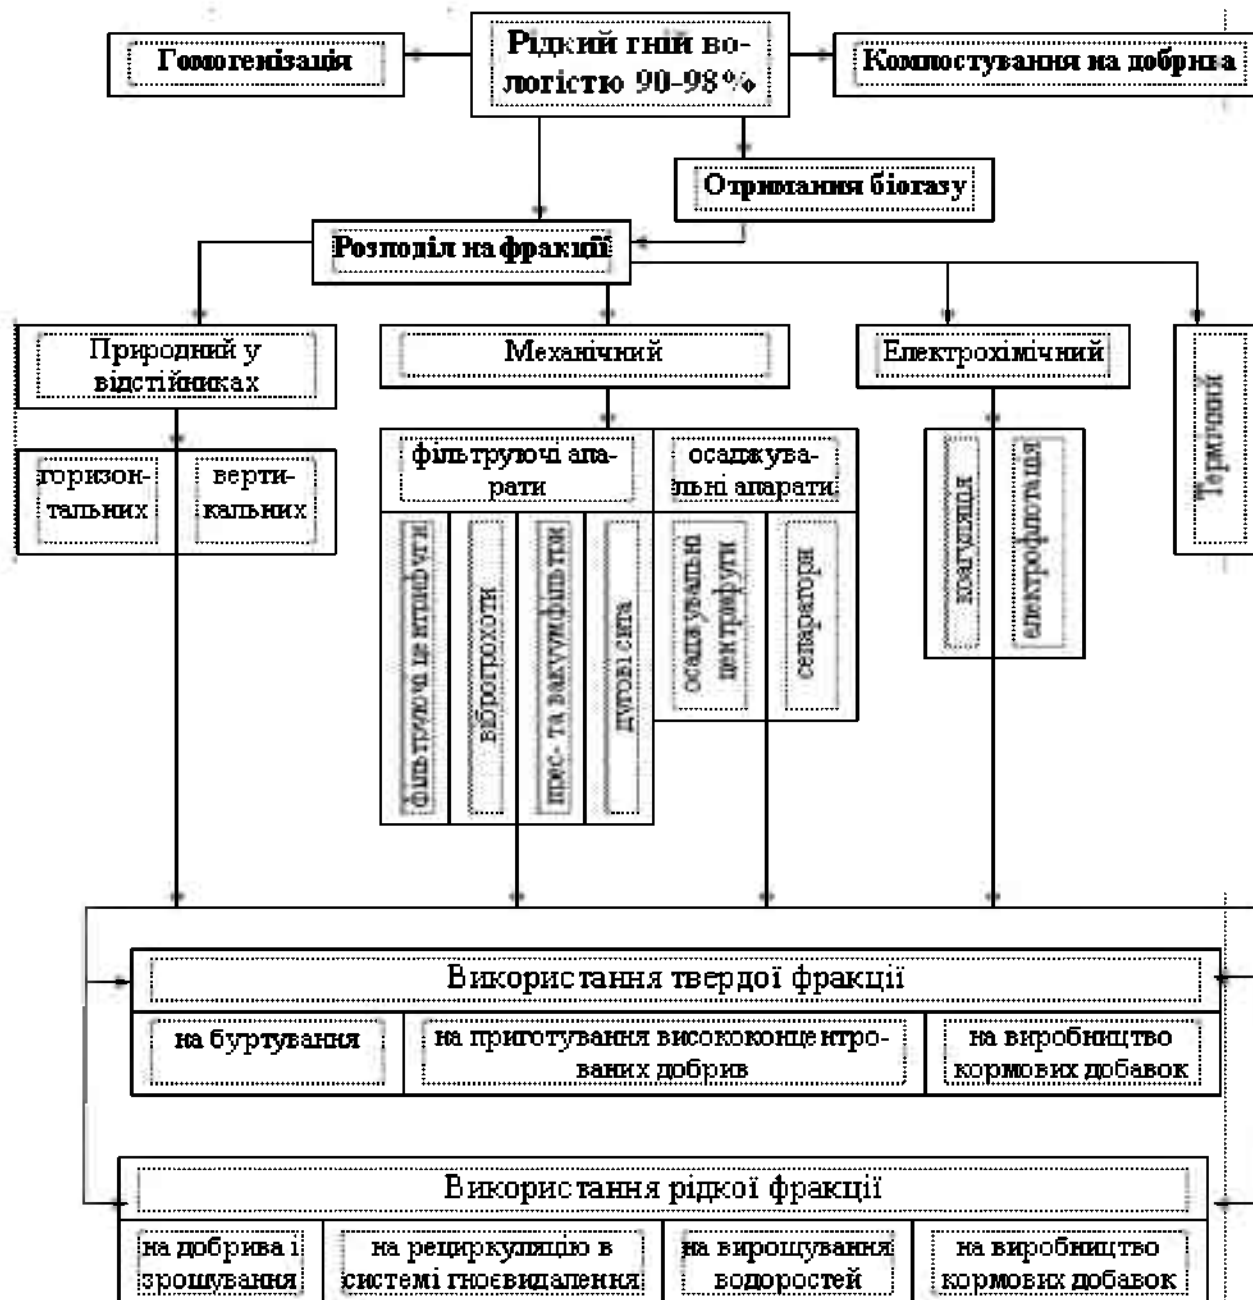 Гомогенізація
Рідкий гній во-
логістю 90-98%
Компостування на добрива
Отримання біогазу
Розподіл на фракції
Природний у
відстійниках
Механічний
Електрохімічний
Термічний
горизон-
тальних
верти-
кальних
фільтруючі апа-
рати
осаджува-
льні апарати
фільтруючі центрифуги
віброгрохоти
прес- та вакуумфільтри
дугові сита
осаджувальні
центрифуги
сепаратори
коагуляція
електрофлотація
Використання твердої фракції
на буртування
на приготування висококонцентро-
ваних добрив
на виробництво
кормових добавок
Використання рідкої фракції
на добрива і
зрошування
на рециркуляцію в
системі гноєвидалення
на вирощування
водоростей
на виробництво
кормових добавок